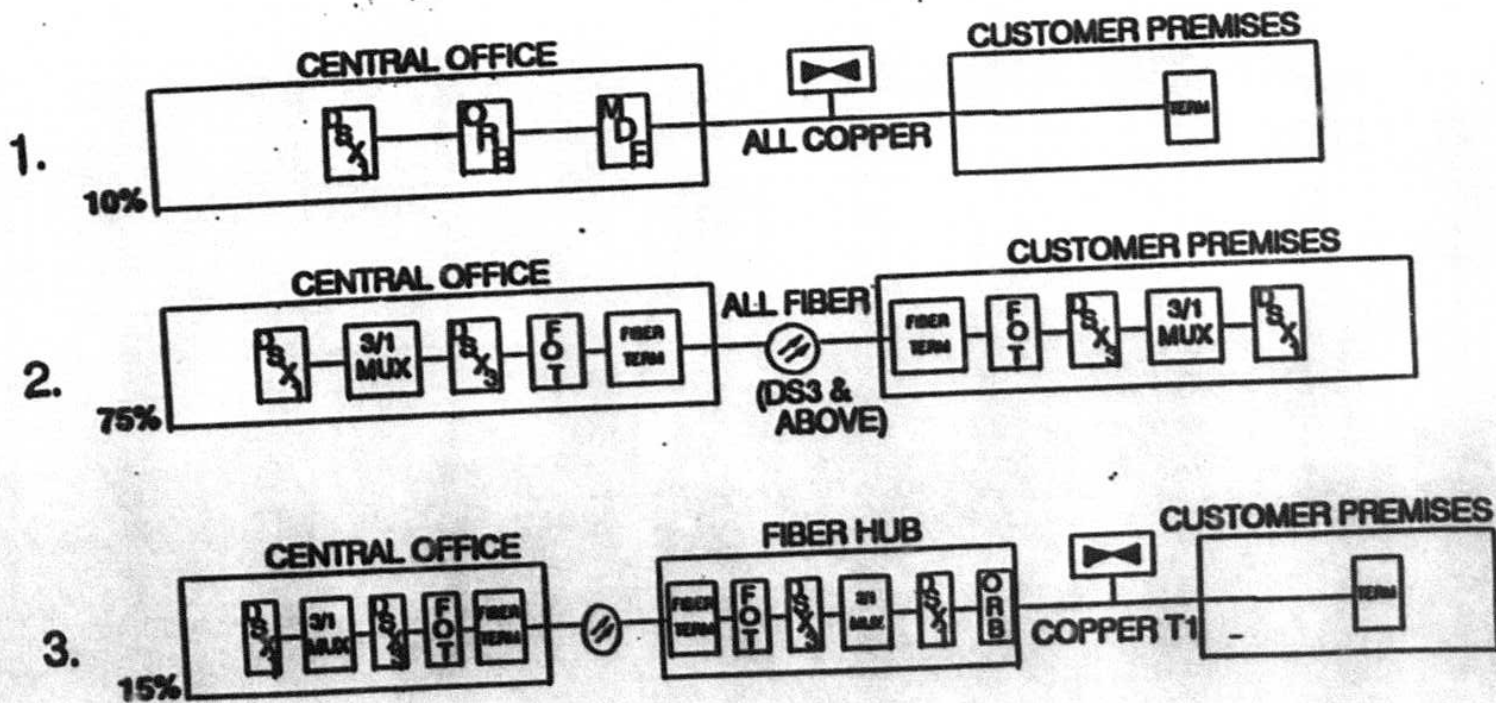 CENTRAL OFFICE
CUSTOMER PREMISES
1.
DSX1
ORB
MDF
ALL COPPER
TERM
10%
CENTRAL OFFICE
CUSTOMER PREMISES
2.
DSX1
3/1
MUX
DSX3
FOT
FIBER
TERM
ALL FIBER
(DS3 &
ABOVE)
FIBER
TERM
FOT
DSX3
3/1
MUX
DSX1
75%
CENTRAL OFFICE
FIBER HUB
CUSTOMER PREMISES
3.
DSX1
3/1
MUX
DSX3
FOT
FIBER
TERM
FIBER
TERM
FOT
DSX3
3/1
MUX
DSX1
ORB
COPPER T1
TERM
15%